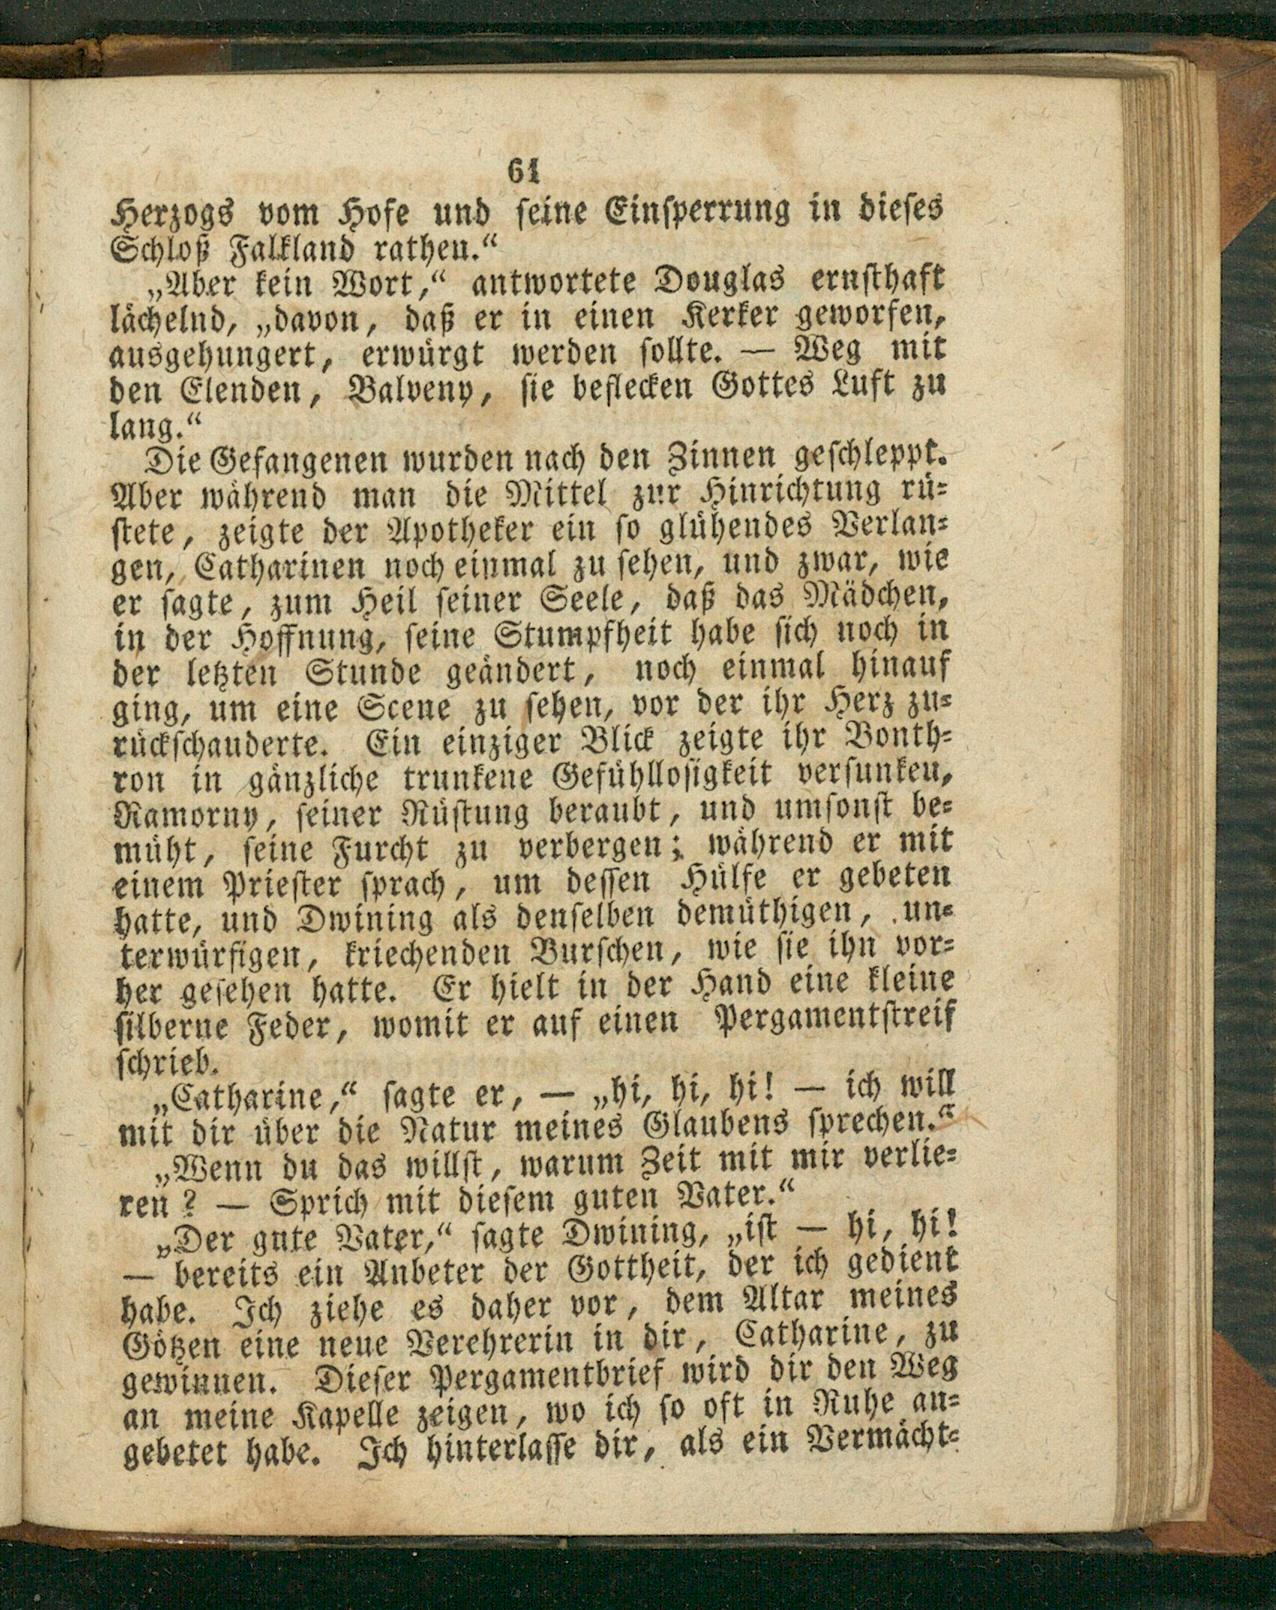 61
Herzogs vom Hofe und seine Einsperrung in dieses
Schloß Falkland rathen.“
„Aber kein Wort,“ antwortete Douglas ernsthaft
lächelnd, „davon, daß er in einen Kerker geworfen,
ausgehungert, erwürgt werden sollte. — Weg mit
den Elenden, Balveny, sie beflecken Gottes Luft zu
lang.“
Die Gefangenen wurden nach den Zinnen geschleppt.
Aber während man die Mittel zur Hinrichtung rü-
stete, zeigte der Apotheker ein so glühendes Verlan-
gen, Catharinen noch einmal zu sehen, und zwar, wie
er sagte, zum Heil seiner Seele, daß das Mädchen,
in der Hoffnung, seine Stumpfheit habe sich noch in
der letzten Stunde geändert, noch einmal hinauf
ging, um eine Scene zu sehen, vor der ihr Herz zu-
rückschauderte. Ein einziger Blick zeigte ihr Bonth-
ron in gänzliche trunkene Gefühllosigkeit versunken,
Ramorny, seiner Rüstung beraubt, und umsonst be-
müht, seine Furcht zu verbergen; während er mit
einem Priester sprach, um dessen Hülfe er gebeten
hatte, und Dwining als denselben demüthigen, un-
terwürfigen, kriechenden Burschen, wie sie ihn vor-
her gesehen hatte. Er hielt in der Hand eine kleine
silberne Feder, womit er auf einen Pergamentstreif
schrieb.
„Catharine,“ sagte er, — „hi, hi, hi! — ich will
mit dir über die Natur meines Glaubens sprechen.“
„Wenn du das willst, warum Zeit mit mir verlie-
ren? — Sprich mit diesem guten Vater.“
„Der gute Vater,“ sagte Dwining, „ist — hi, hi!
— bereits ein Anbeter der Gottheit, der ich gedient
habe. Ich ziehe es daher vor, dem Altar meines
Götzen eine neue Verehrerin in dir, Catharine, zu
gewinnen. Dieser Pergamentbrief wird dir den Weg
an meine Kapelle zeigen, wo ich so oft in Ruhe an-
gebetet habe. Ich hinterlasse dir, als ein Vermächt-